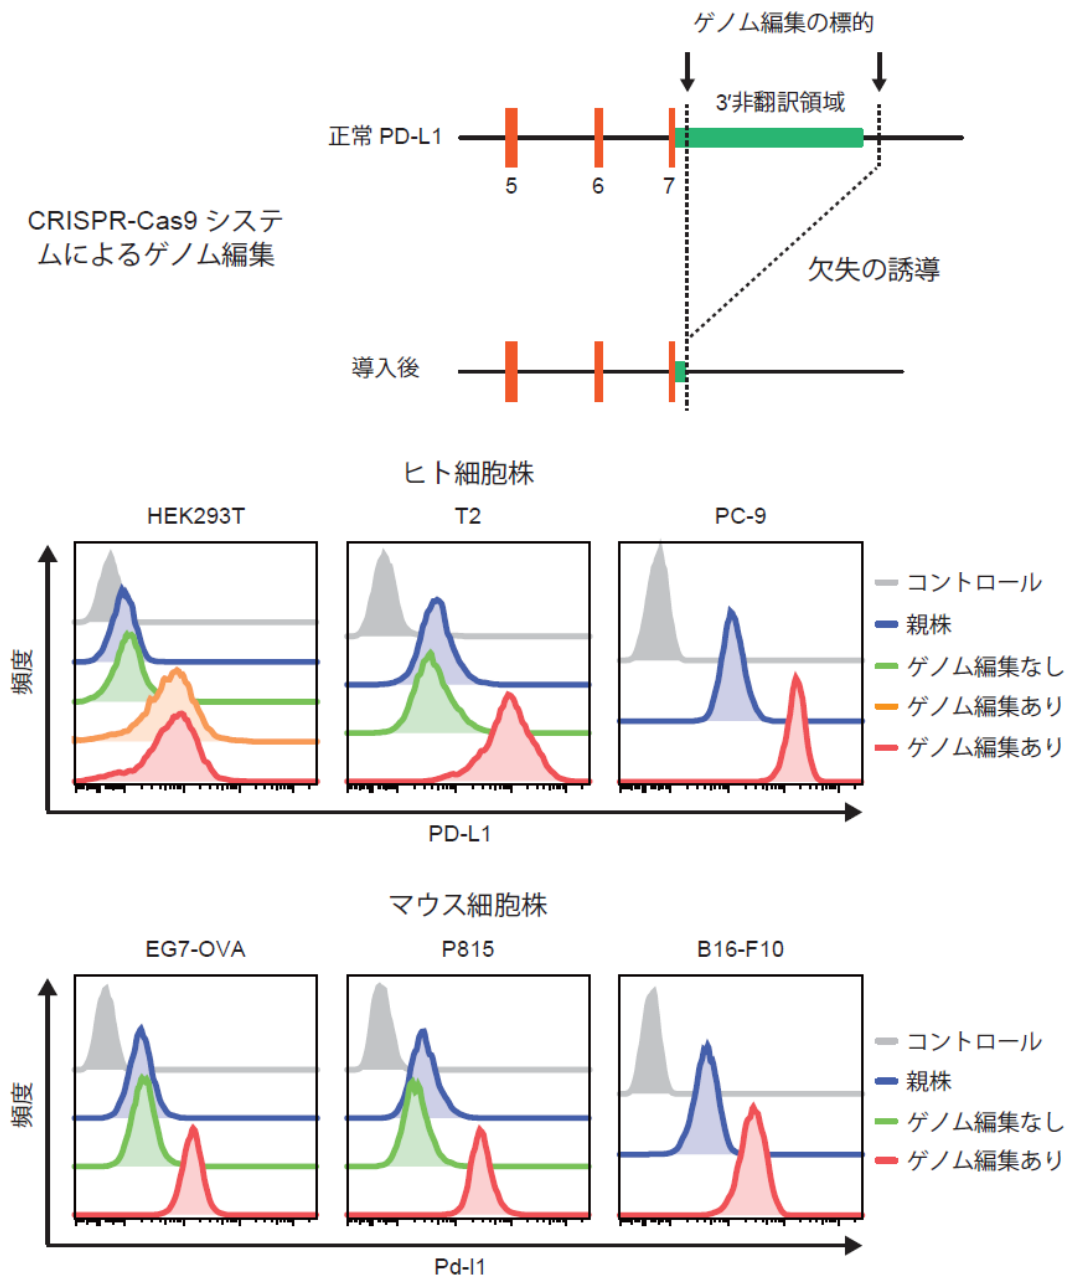 ゲノム編集の標的
3′非翻訳領域
正常 PD-L1
5 6 7
CRISPR-Cas9 システ
ムによるゲノム編集
欠失の誘導
導入後
ヒト細胞株
HEK293T T2 PC-9
頻度
コントロール
親株
ゲノム編集なし
ゲノム編集あり
ゲノム編集あり
PD-L1
マウス細胞株
EG7-OVA P815 B16-F10
頻度
コントロール
親株
ゲノム編集なし
ゲノム編集あり
Pd-l1